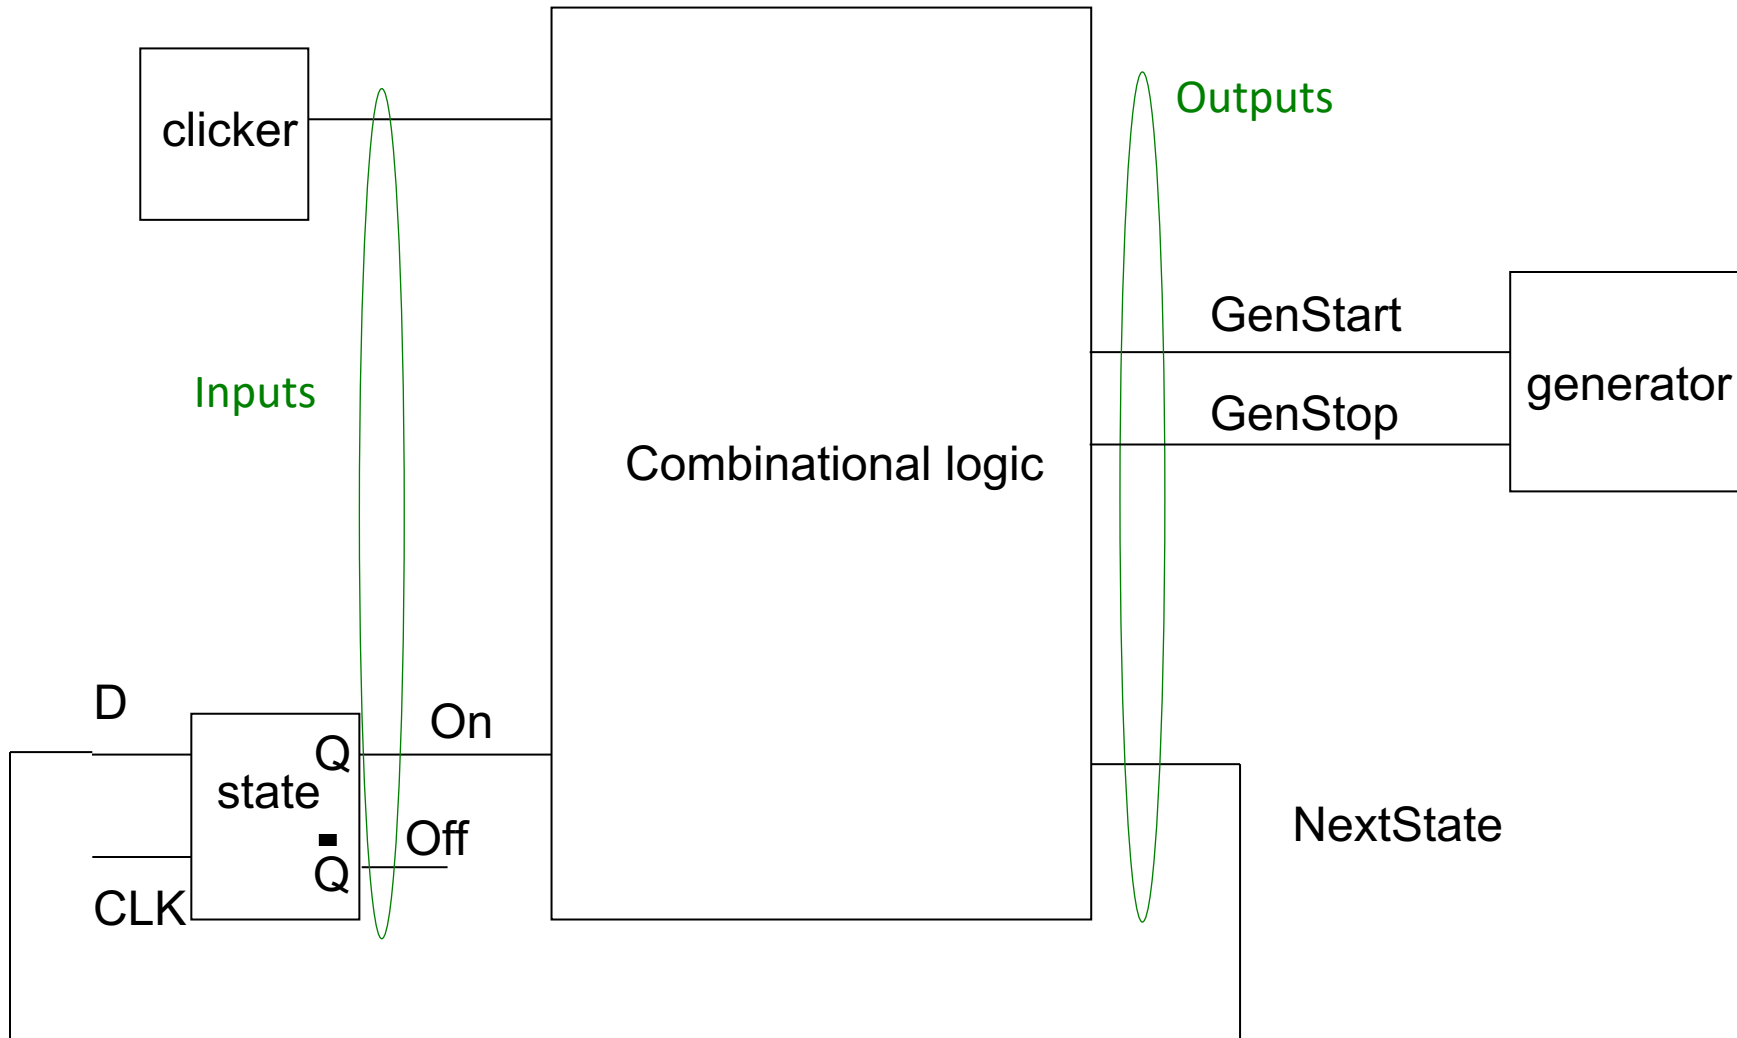 clicker
Outputs
GenStart
generator
Inputs
GenStop
Combinational logic
D
On
Q
state
Off
NextState
Q̄
CLK